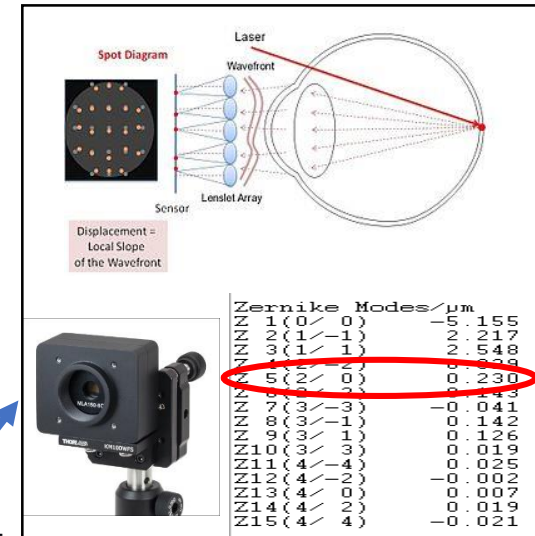 Laser
Spot Diagram
Wavefront
Sensor
Lenslet Array
Displacement =
Local Slope
of the Wavefront
Zernike Modes/µm
Z 1(0/ 0) -5.155
Z 2(1/-1) 2.217
Z 3(1/ 1) 2.548
Z 5(2/ 0) 0.230
Z 7(3/-3) -0.041
Z 8(3/-1) 0.142
Z 9(3/ 1) 0.126
Z10(3/ 3) 0.019
Z11(4/-4) 0.025
Z12(4/-2) -0.002
Z13(4/ 0) 0.007
Z14(4/ 2) 0.019
Z15(4/ 4) -0.021